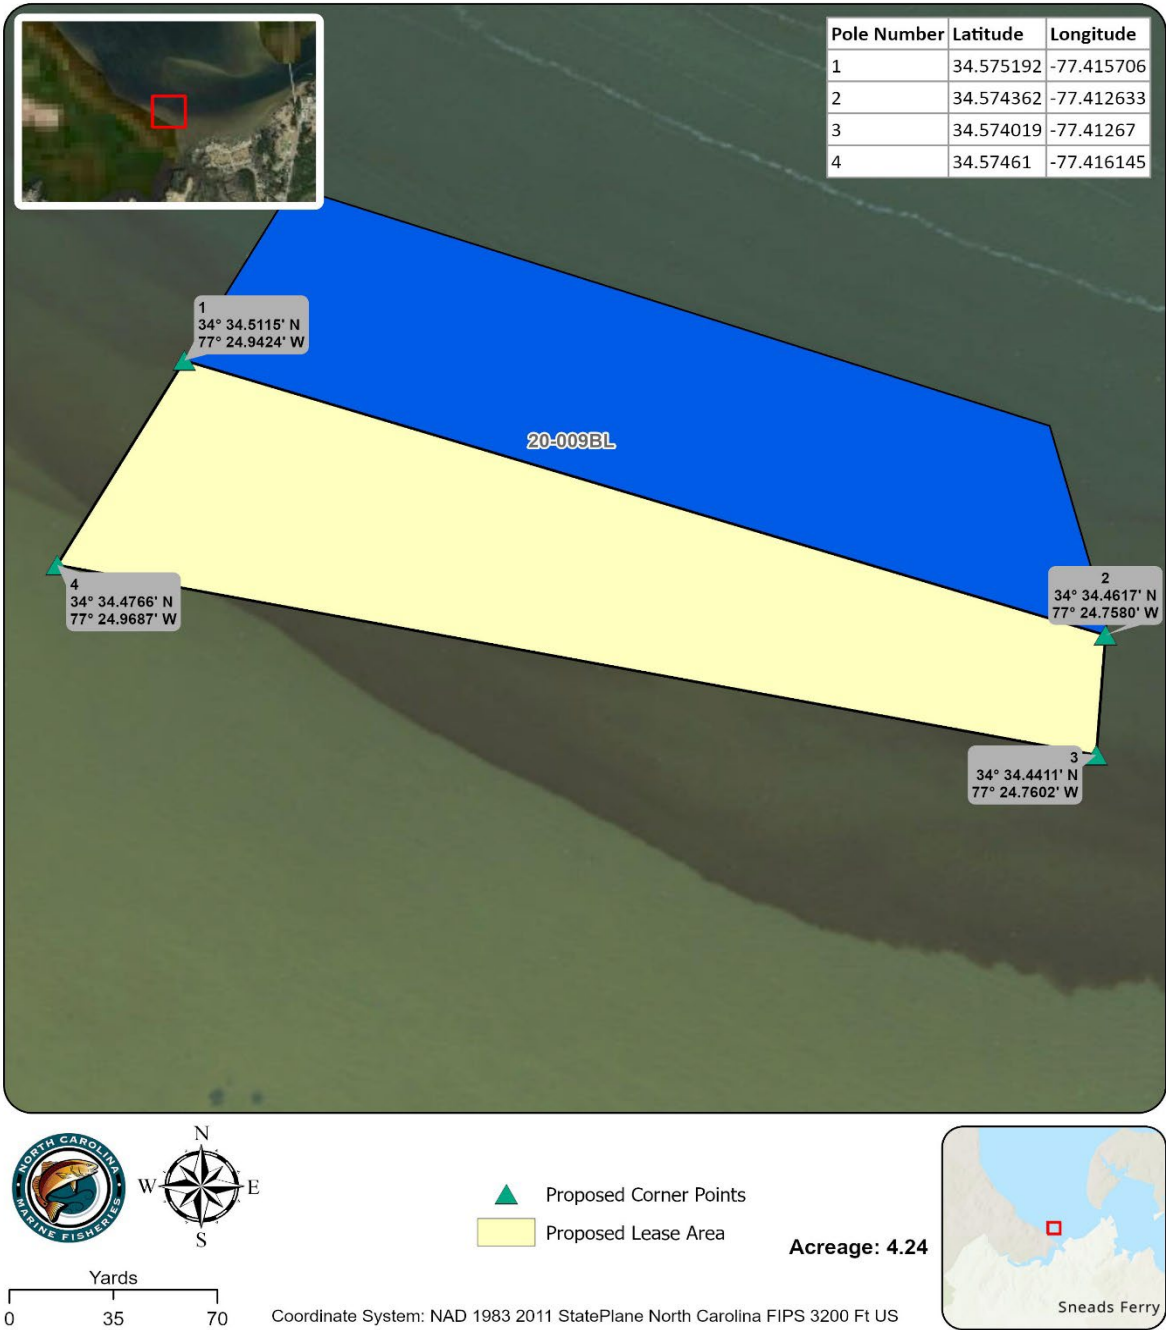 Pole Number Latitude Longitude
1 34.575192 -77.415706
2 34.574362 -77.412633
3 34.574019 -77.41267
4 34.57461 -77.416145
1
34° 34.5115' N
77° 24.9424' W
20-009BL
2
34° 34.4617' N
77° 24.7580' W
4
34° 34.4766' N
77° 24.9687' W
3
34° 34.4411' N
77° 24.7602' W
NORTH CAROLINA
MARINE FISHERIES
N
W E
S
Proposed Corner Points
Proposed Lease Area
Acreage: 4.24
Sneads Ferry
Yards
0 35 70
Coordinate System: NAD 1983 2011 StatePlane North Carolina FIPS 3200 Ft US